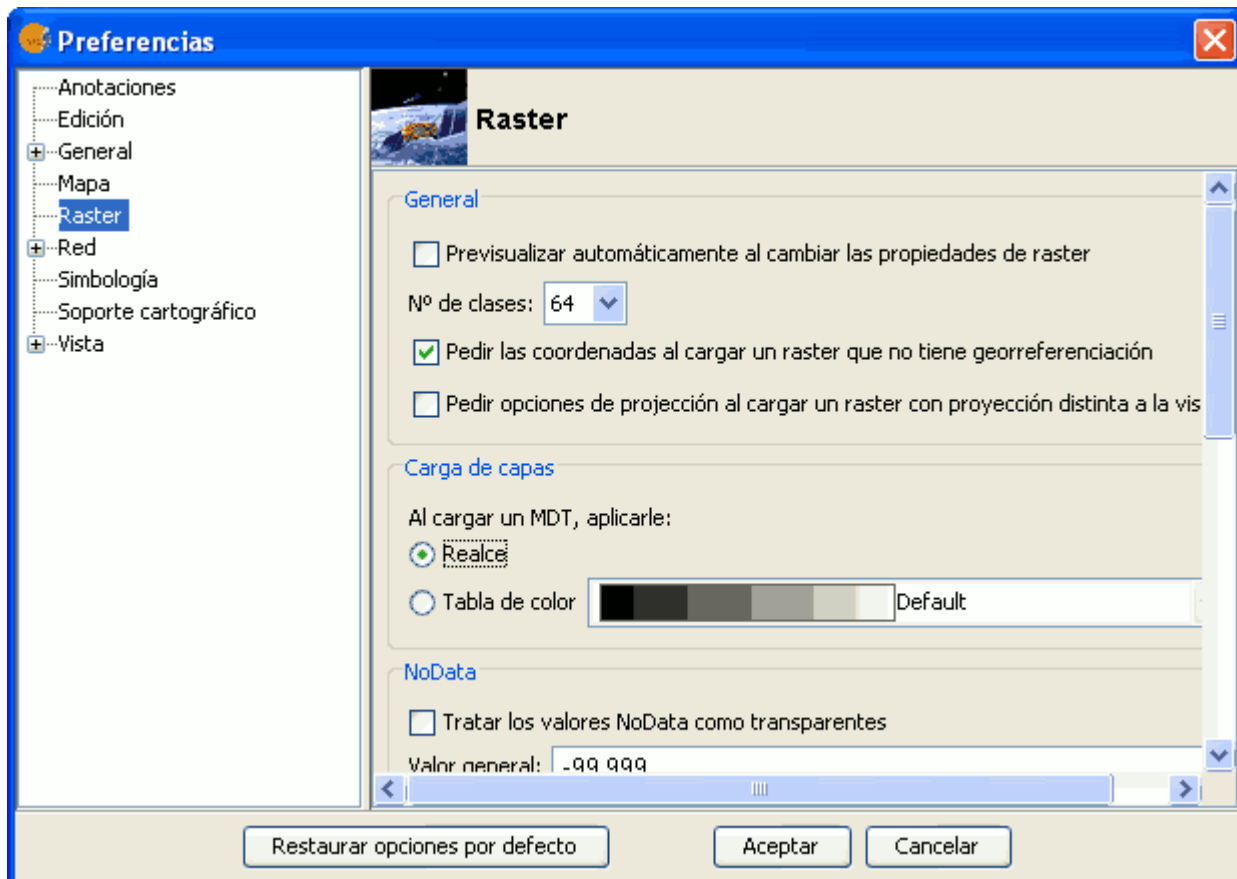 Preferencias
Anotaciones
Edición
General
Mapa
Raster
Red
Simbología
Soporte cartográfico
Vista
Raster
General
Previsualizar automáticamente al cambiar las propiedades de raster
Nº de clases: 64
Pedir las coordenadas al cargar un raster que no tiene georreferenciación
Pedir opciones de projección al cargar un raster con proyección distinta a la vis
Carga de capas
Al cargar un MDT, aplicarle:
Realce
Tabla de color Default
NoData
Tratar los valores NoData como transparentes
Valor general: -99.999
Restaurar opciones por defecto Aceptar Cancelar